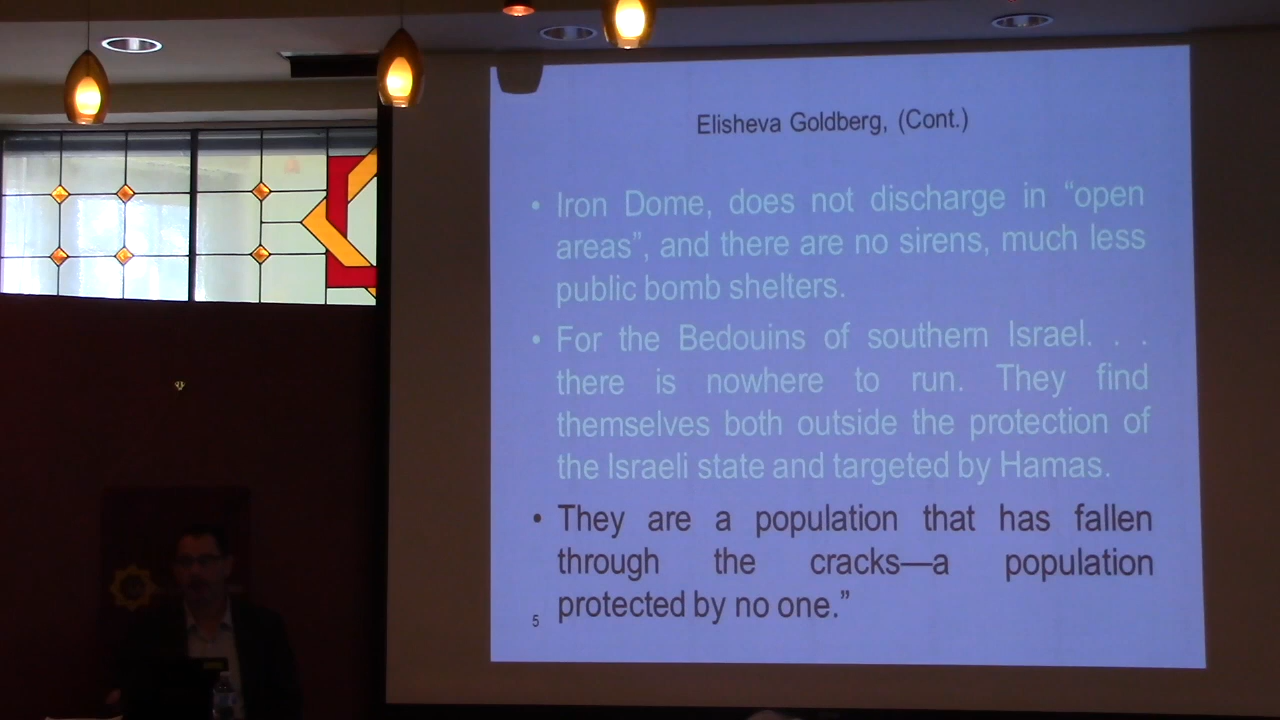 Elisheva Goldberg, (Cont.)
• Iron Dome, does not discharge in “open
areas”, and there are no sirens, much less
public bomb shelters.
• For the Bedouins of southern Israel. . .
there is nowhere to run. They find
themselves both outside the protection of
the Israeli state and targeted by Hamas.
• They are a population that has fallen
through the cracks—a population
protected by no one.”
5